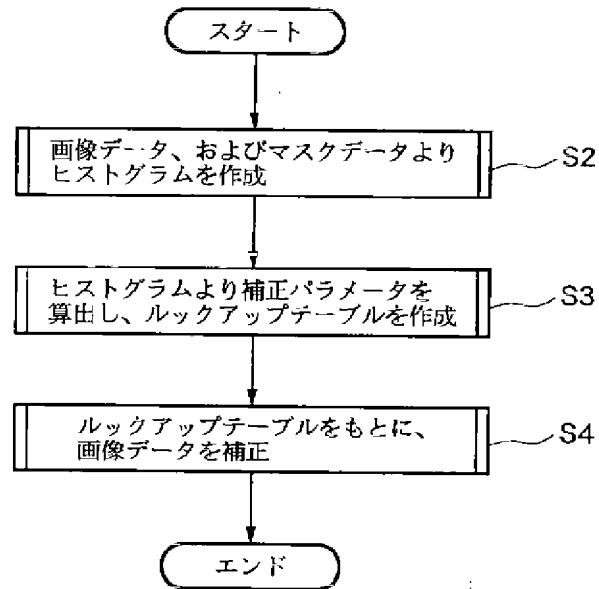 スタート
画像データ、およびマスクデータより
ヒストグラムを作成
S2
ヒストグラムより補正パラメータを
算出し、ルックアップテーブルを作成
S3
ルックアップテーブルをもとに、
画像データを補正
S4
エンド